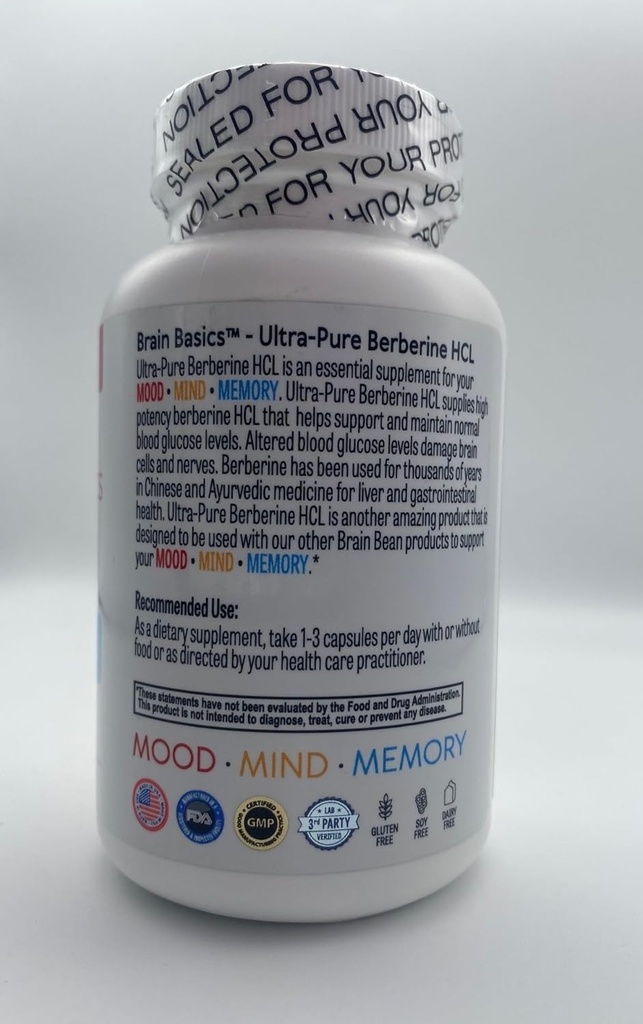 SEALED FOR
FOR YOUR PRO
Brain Basics™ - Ultra-Pure Berberine HCL
Ultra-Pure Berberine HCL is an essential supplement for your
MOOD • MIND • MEMORY. Ultra-Pure Berberine HCL supplies high
potency berberine HCL that helps support and maintain normal
blood glucose levels. Altered blood glucose levels damage brain
cells and nerves. Berberine has been used for thousands of years
in Chinese and Ayurvedic medicine for liver and gastrointestinal
health. Ultra-Pure Berberine HCL is another amazing product that is
designed to be used with our other Brain Bean products to support
your MOOD • MIND • MEMORY.*
Recommended Use:
As a dietary supplement, take 1-3 capsules per day with or without
food or as directed by your health care practitioner.
*These statements have not been evaluated by the Food and Drug Administration.
This product is not intended to diagnose, treat, cure or prevent any disease.
MOOD • MIND • MEMORY
FDA
CERTIFIED
GMP
LAB
3rd PARTY
VERIFIED
GLUTEN
FREE
SOY
FREE
DAIRY
FREE